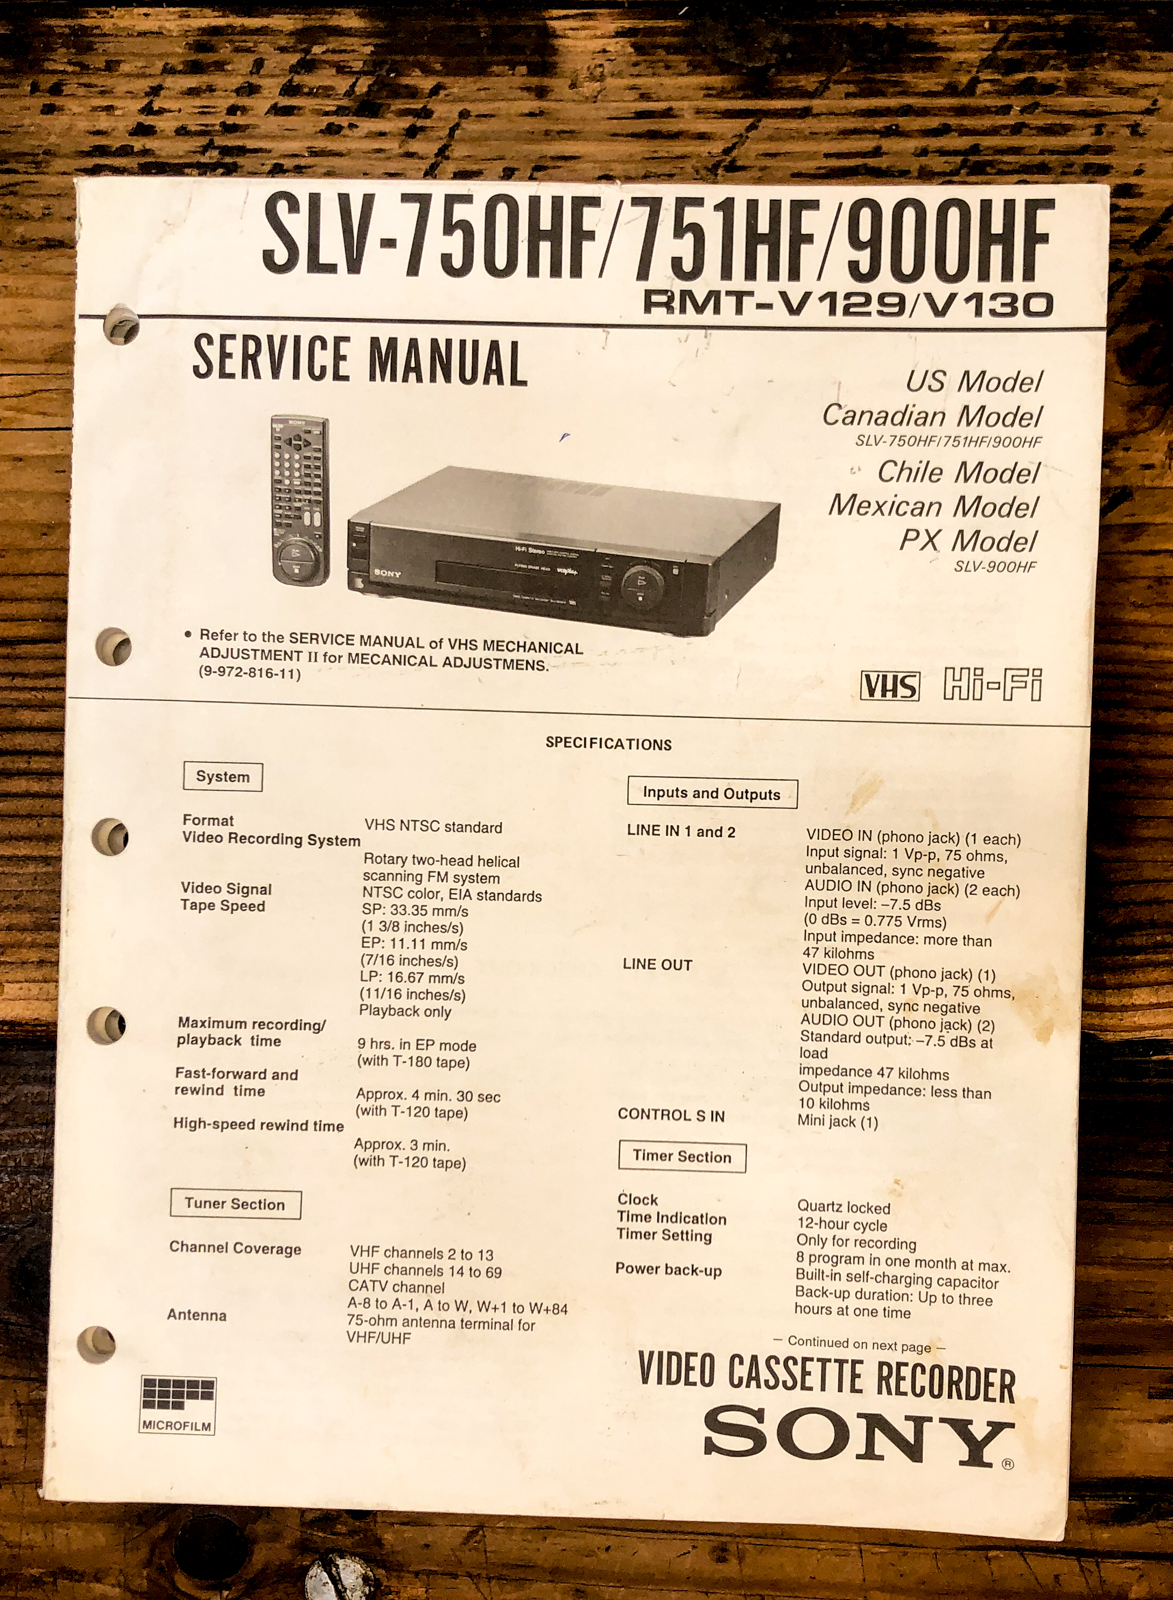 SLV-750HF/751HF/900HF
RMT-V129/V130
SERVICE MANUAL
US Model
Canadian Model
SLV-750HF/751HF/900HF
Chile Model
Mexican Model
PX Model
SLV-900HF
SONY
SONY
Hi-Fi Stereo
• Refer to the SERVICE MANUAL of VHS MECHANICAL
ADJUSTMENT II for MECANICAL ADJUSTMENS.
(9-972-816-11)
VHS Hi-Fi
SPECIFICATIONS
System
Format VHS NTSC standard
Video Recording System
Rotary two-head helical
scanning FM system
Video Signal NTSC color, EIA standards
Tape Speed SP: 33.35 mm/s
(1 3/8 inches/s)
EP: 11.11 mm/s
(7/16 inches/s)
LP: 16.67 mm/s
(11/16 inches/s)
Playback only
Maximum recording/
playback time 9 hrs. in EP mode
(with T-180 tape)
Fast-forward and
rewind time Approx. 4 min. 30 sec
(with T-120 tape)
High-speed rewind time
Approx. 3 min.
(with T-120 tape)
Tuner Section
Channel Coverage VHF channels 2 to 13
UHF channels 14 to 69
CATV channel
A-8 to A-1, A to W, W+1 to W+84
Antenna 75-ohm antenna terminal for
VHF/UHF
MICROFILM
Inputs and Outputs
LINE IN 1 and 2 VIDEO IN (phono jack) (1 each)
Input signal: 1 Vp-p, 75 ohms,
unbalanced, sync negative
AUDIO IN (phono jack) (2 each)
Input level: –7.5 dBs
(0 dBs = 0.775 Vrms)
Input impedance: more than
47 kilohms
LINE OUT VIDEO OUT (phono jack) (1)
Output signal: 1 Vp-p, 75 ohms,
unbalanced, sync negative
AUDIO OUT (phono jack) (2)
Standard output: –7.5 dBs at
load
impedance 47 kilohms
Output impedance: less than
10 kilohms
CONTROL S IN Mini jack (1)
Timer Section
Clock Quartz locked
Time Indication 12-hour cycle
Timer Setting Only for recording
8 program in one month at max.
Power back-up Built-in self-charging capacitor
Back-up duration: Up to three
hours at one time
– Continued on next page –
VIDEO CASSETTE RECORDER
SONY®